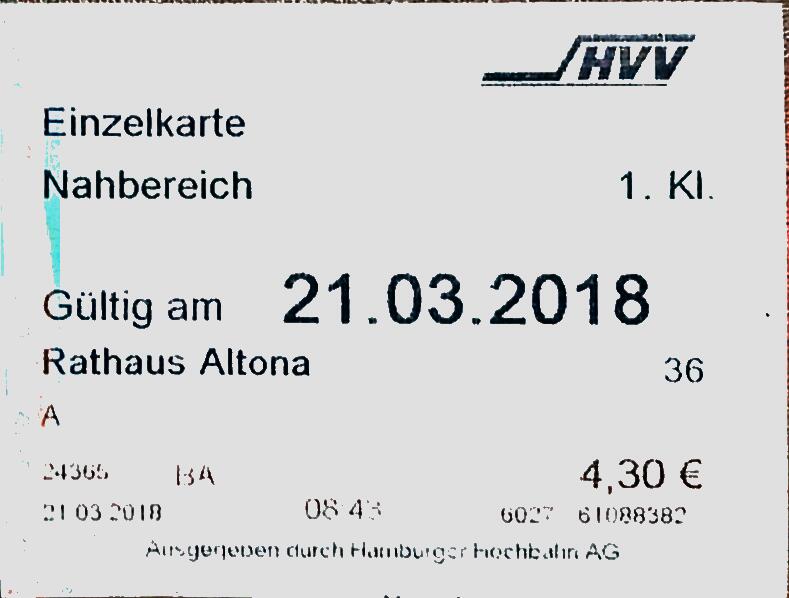 HVV
Einzelkarte
Nahbereich 1. Kl.
Gültig am 21.03.2018
Rathaus Altona 36
A
24365 BA 4,30 €
21 03 2018 08 43 6027 61088382
Ausgegeben durch Hamburger Hochbahn AG